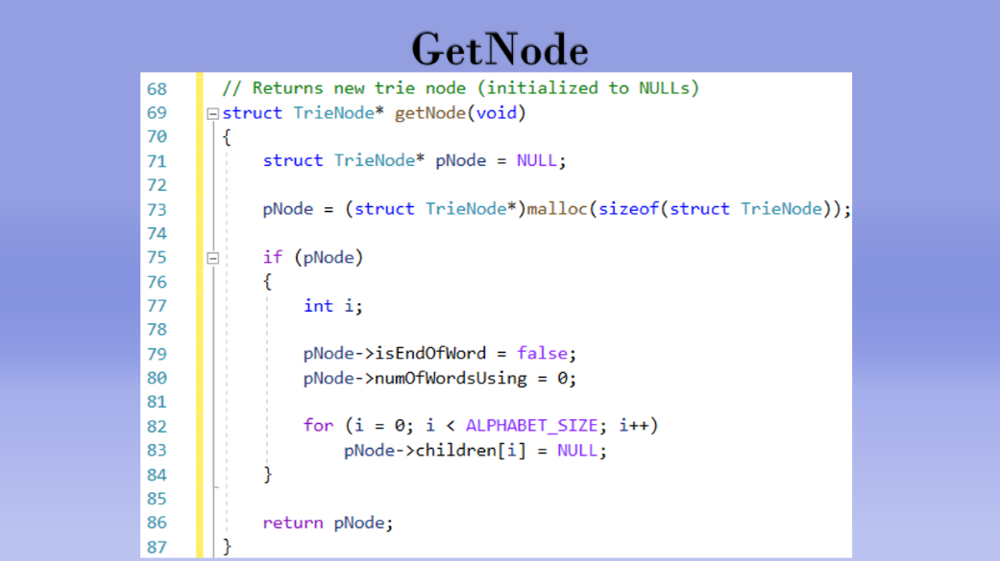 GetNode
68 // Returns new trie node (initialized to NULLs)
69 struct TrieNode* getNode(void)
70 {
71 struct TrieNode* pNode = NULL;
72
73 pNode = (struct TrieNode*)malloc(sizeof(struct TrieNode));
74
75 if (pNode)
76 {
77 int i;
78
79 pNode->isEndOfWord = false;
80 pNode->numOfWordsUsing = 0;
81
82 for (i = 0; i < ALPHABET_SIZE; i++)
83 pNode->children[i] = NULL;
84 }
85
86 return pNode;
87 }